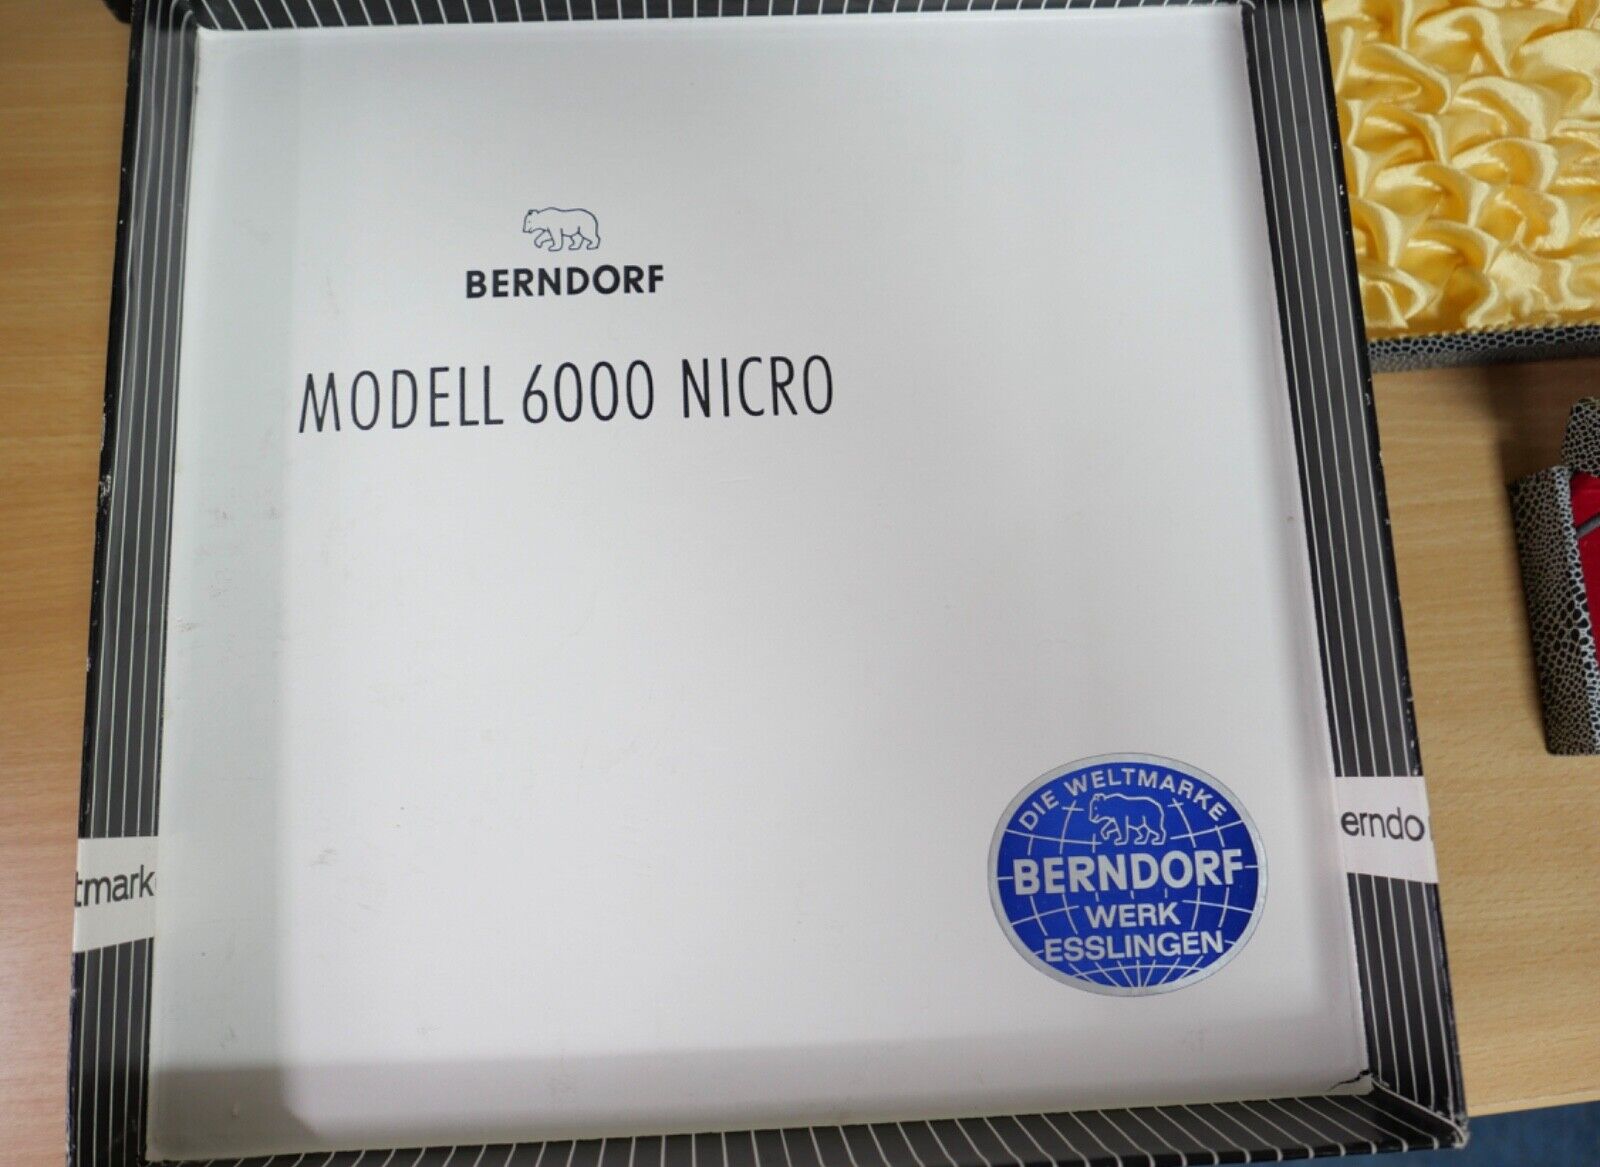 BERNDORF
MODELL 6000 NICRO
DIE WELTMARKE
BERNDORF
WERK
ESSLINGEN
erndo
tmark